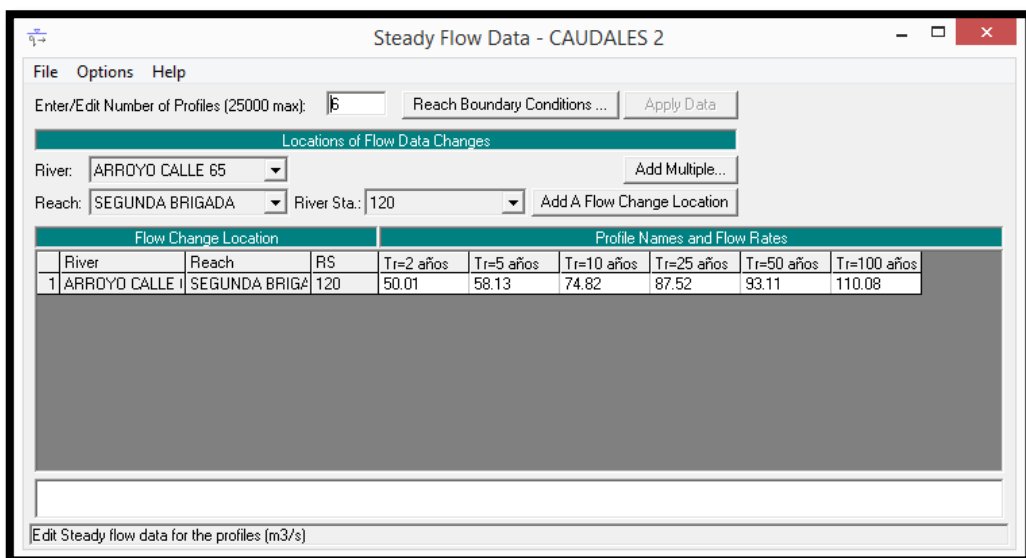 Steady Flow Data - CAUDALES 2
File Options Help
Enter/Edit Number of Profiles (25000 max): 6 Reach Boundary Conditions ... Apply Data
Locations of Flow Data Changes
River: ARROYO CALLE 65 Add Multiple...
Reach: SEGUNDA BRIGADA River Sta.: 120 Add A Flow Change Location
Flow Change Location Profile Names and Flow Rates
River Reach RS Tr=2 años Tr=5 años Tr=10 años Tr=25 años Tr=50 años Tr=100 años
1 ARROYO CALLE SEGUNDA BRIGA 120 50.01 58.13 74.82 87.52 93.11 110.08
Edit Steady flow data for the profiles (m3/s)